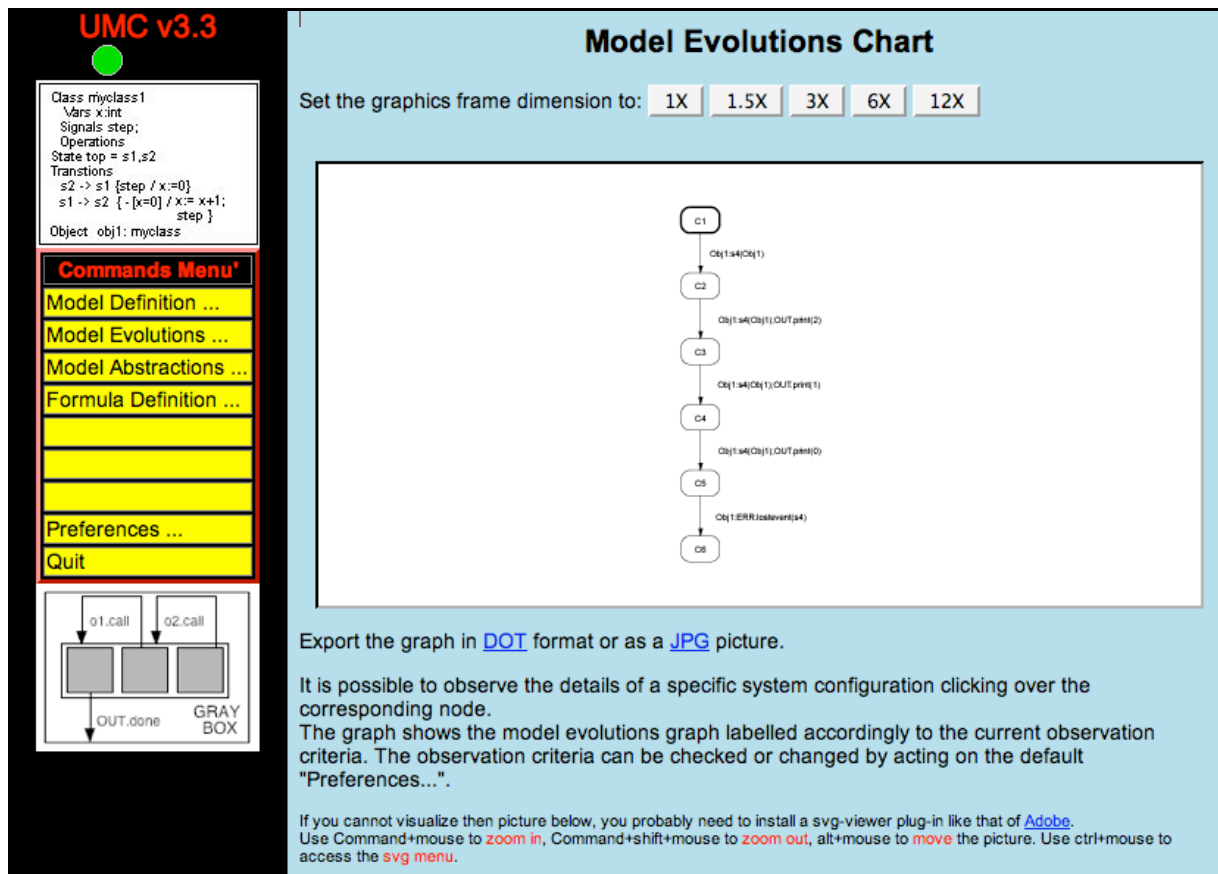 UMC v3.3
Class myclass1
Vars x:int
Signals step;
Operations
State top = s1,s2
Transtions
s2 -> s1 {step / x:=0}
s1 -> s2 { - [x=0] / x:= x+1;
step }
Object obj1: myclass
Commands Menu'
Model Definition ...
Model Evolutions ...
Model Abstractions ...
Formula Definition ...
Preferences ...
Quit
o1.call
o2.call
OUT.done
GRAY
BOX
Model Evolutions Chart
Set the graphics frame dimension to: 1X 1.5X 3X 6X 12X
C1
Obj1:s4(Obj1)
C2
Obj1:s4(Obj1);OUT.print(2)
C3
Obj1:s4(Obj1);OUT.print(1)
C4
Obj1:s4(Obj1);OUT.print(0)
C5
Obj1:ERR.lostevent(s4)
C6
Export the graph in DOT format or as a JPG picture.
It is possible to observe the details of a specific system configuration clicking over the
corresponding node.
The graph shows the model evolutions graph labelled accordingly to the current observation
criteria. The observation criteria can be checked or changed by acting on the default
"Preferences...".
If you cannot visualize then picture below, you probably need to install a svg-viewer plug-in like that of Adobe.
Use Command+mouse to zoom in, Command+shift+mouse to zoom out, alt+mouse to move the picture. Use ctrl+mouse to
access the svg menu.